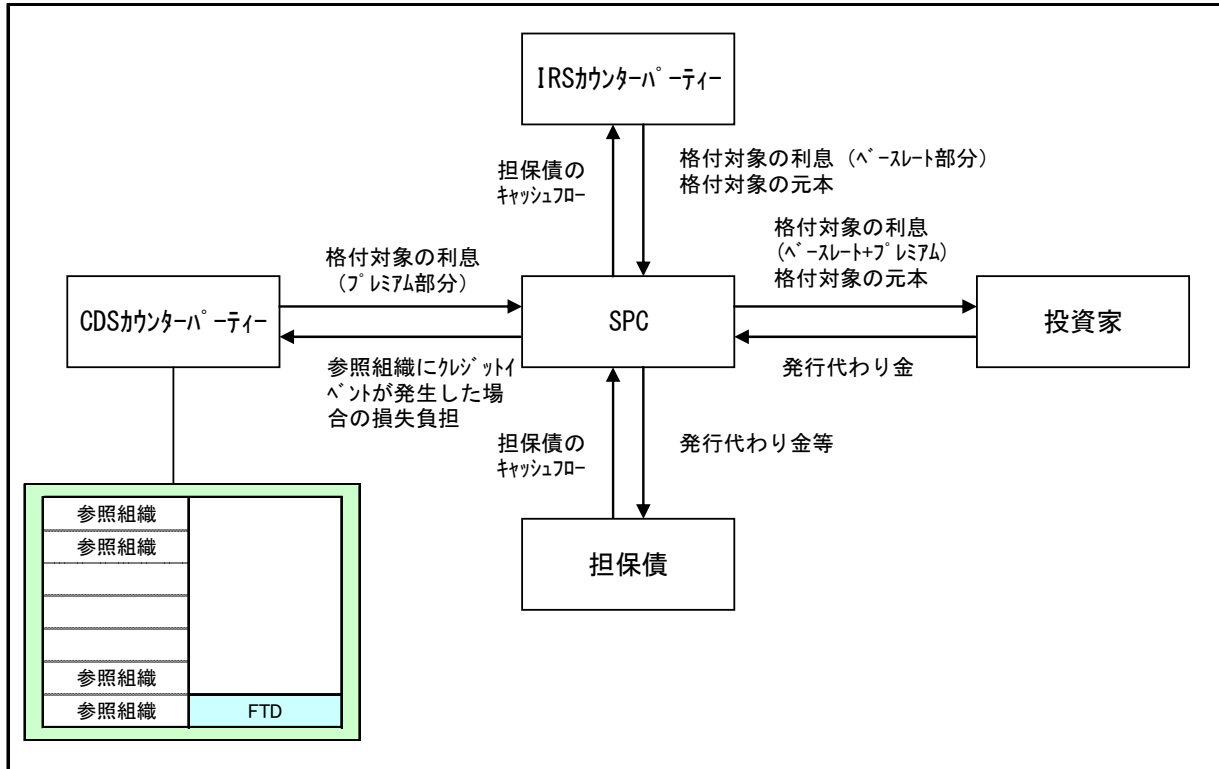 IRSｶｳﾝﾀｰﾊﾟｰﾃｨｰ
担保債の
ｷｬｯｼｭﾌﾛｰ
格付対象の利息（ﾍﾞｰｽﾚｰﾄ部分）
格付対象の元本
格付対象の利息
（ﾌﾟﾚﾐｱﾑ部分）
格付対象の利息
（ﾍﾞｰｽﾚｰﾄ+ﾌﾟﾚﾐｱﾑ）
格付対象の元本
CDSｶｳﾝﾀｰﾊﾟｰﾃｨｰ
SPC
投資家
参照組織にｸﾚｼﾞｯﾄｲ
ﾍﾞﾝﾄが発生した場
合の損失負担
発行代わり金
担保債の
ｷｬｯｼｭﾌﾛｰ
発行代わり金等
担保債
参照組織
参照組織
参照組織
参照組織
FTD